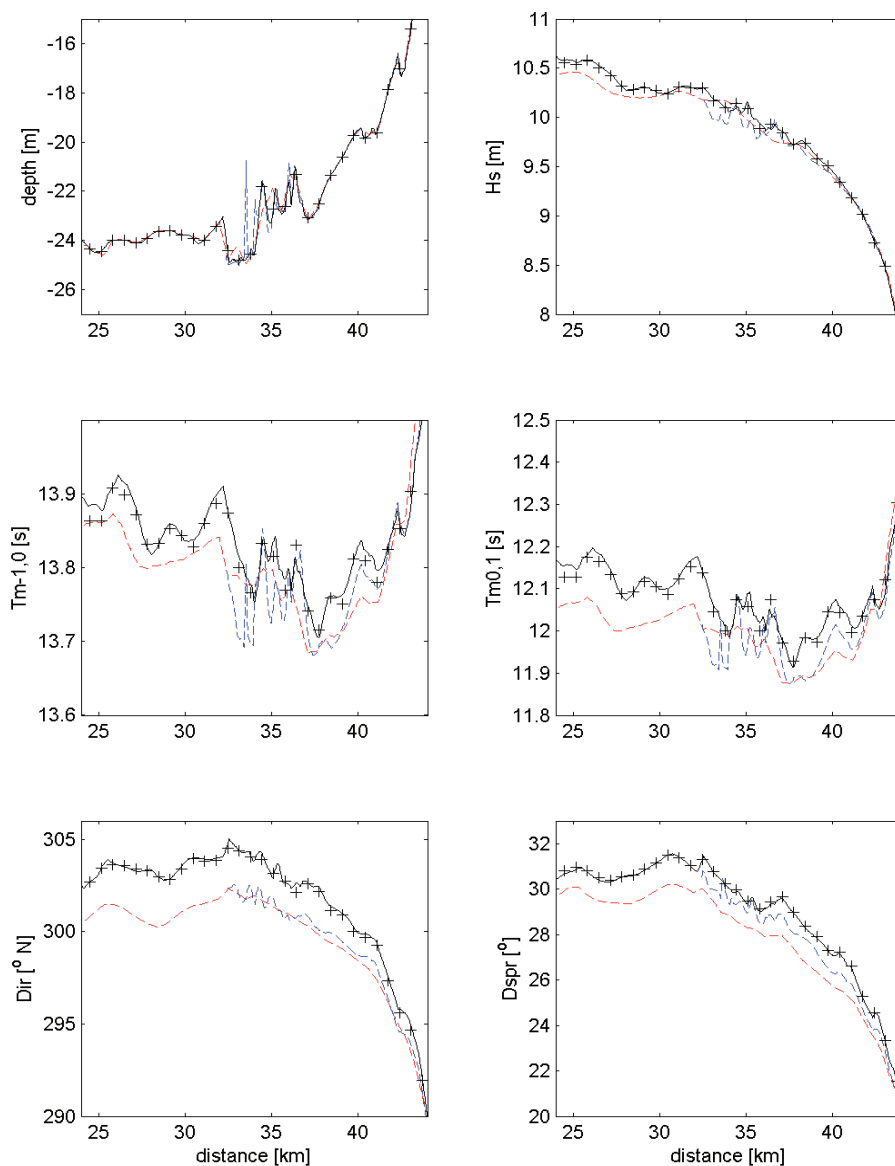 -16
-18
-20
-22
-24
-26
depth [m]
25 30 35 40
11
10.5
10
9.5
9
8.5
8
Hs [m]
25 30 35 40
13.9
13.8
13.7
13.6
Tm-1,0 [s]
25 30 35 40
12.5
12.4
12.3
12.2
12.1
12
11.9
11.8
Tm0,1 [s]
25 30 35 40
305
300
295
290
Dir [° N]
25 30 35 40
distance [km]
32
30
28
26
24
22
20
Dspr [°]
25 30 35 40
distance [km]